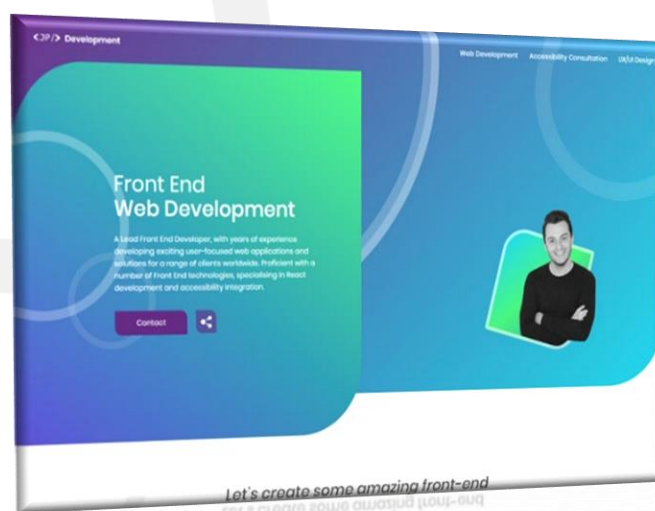 <JP/> Development
Web Development Accessibility Consultation UX/UI Design
Front End
Web Development
A Lead Front End Developer, with years of experience
developing exciting user-focused web applications and
solutions for a range of clients worldwide. Proficient with a
number of Front End technologies, specialising in React
development and accessibility integration.
Contact
Let's create some amazing front-end